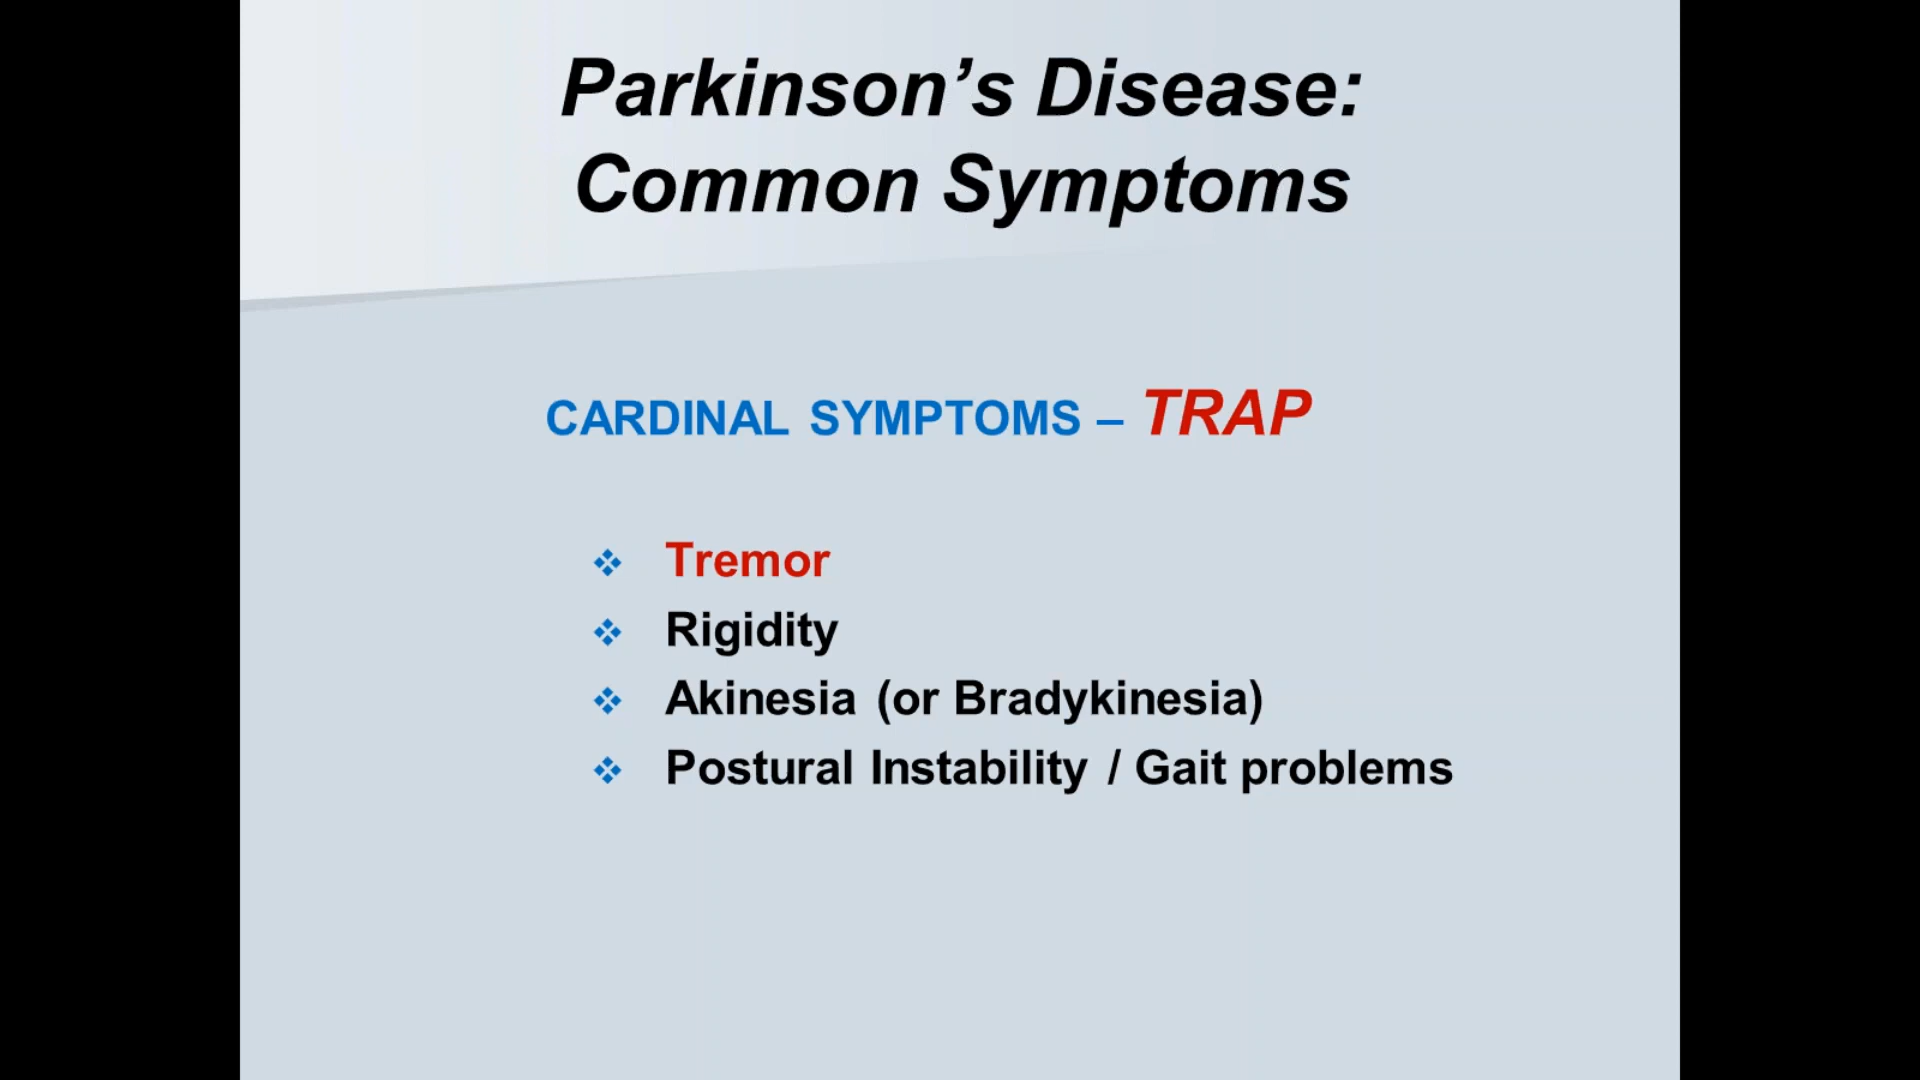 Parkinson’s Disease:
Common Symptoms
CARDINAL SYMPTOMS – TRAP
Tremor
Rigidity
Akinesia (or Bradykinesia)
Postural Instability / Gait problems